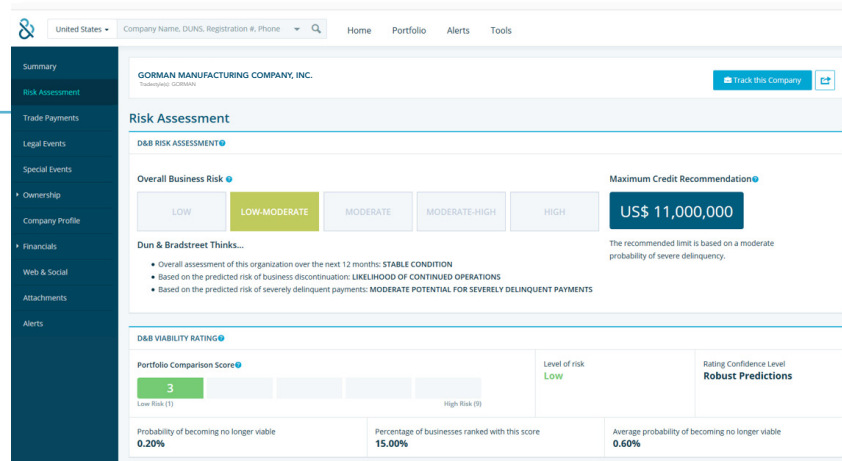 United States
Company Name, DUNS, Registration #, Phone
Home
Portfolio
Alerts
Tools
Summary
Risk Assessment
Trade Payments
Legal Events
Special Events
Ownership
Company Profile
Financials
Web & Social
Attachments
Alerts
GORMAN MANUFACTURING COMPANY, INC.
Tradestyle(s): GORMAN
Track this Company
Risk Assessment
D&B RISK ASSESSMENT
Overall Business Risk
LOW
LOW-MODERATE
MODERATE
MODERATE-HIGH
HIGH
Dun & Bradstreet Thinks...
• Overall assessment of this organization over the next 12 months: STABLE CONDITION
• Based on the predicted risk of business discontinuation: LIKELIHOOD OF CONTINUED OPERATIONS
• Based on the predicted risk of severely delinquent payments: MODERATE POTENTIAL FOR SEVERELY DELINQUENT PAYMENTS
Maximum Credit Recommendation
US$ 11,000,000
The recommended limit is based on a moderate
probability of severe delinquency.
D&B VIABILITY RATING
Portfolio Comparison Score
3
Low Risk (1)
High Risk (9)
Level of risk
Low
Rating Confidence Level
Robust Predictions
Probability of becoming no longer viable
0.20%
Percentage of businesses ranked with this score
15.00%
Average probability of becoming no longer viable
0.60%